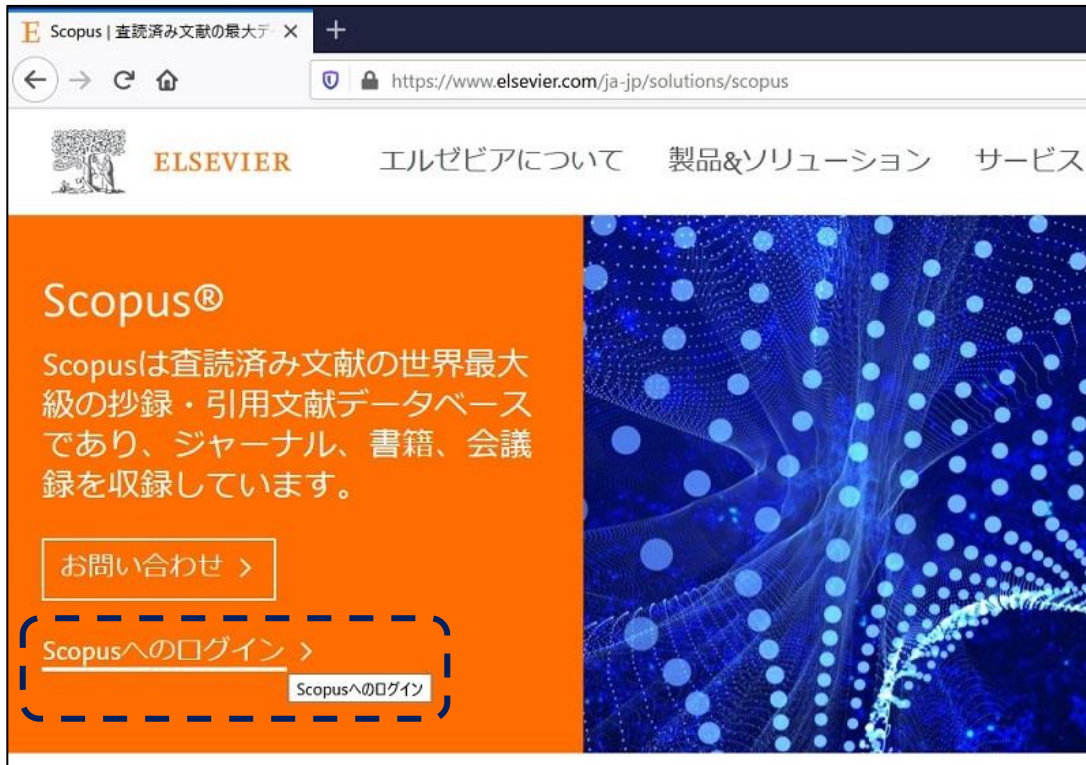 Scopus | 査読済み文献の最大デ
https://www.elsevier.com/ja-jp/solutions/scopus
ELSEVIER エルゼビアについて 製品&ソリューション サービス
Scopus®
Scopusは査読済み文献の世界最大
級の抄録・引用文献データベース
であり、ジャーナル、書籍、会議
録を収録しています。
お問い合わせ >
Scopusへのログイン >
Scopusへのログイン